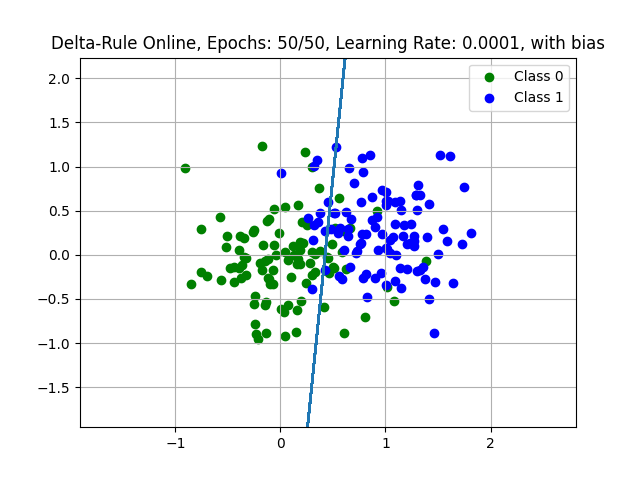 Delta-Rule Online, Epochs: 50/50, Learning Rate: 0.0001, with bias
Class 0
Class 1
2.0
1.5
1.0
0.5
0.0
−0.5
−1.0
−1.5
−1 0 1 2